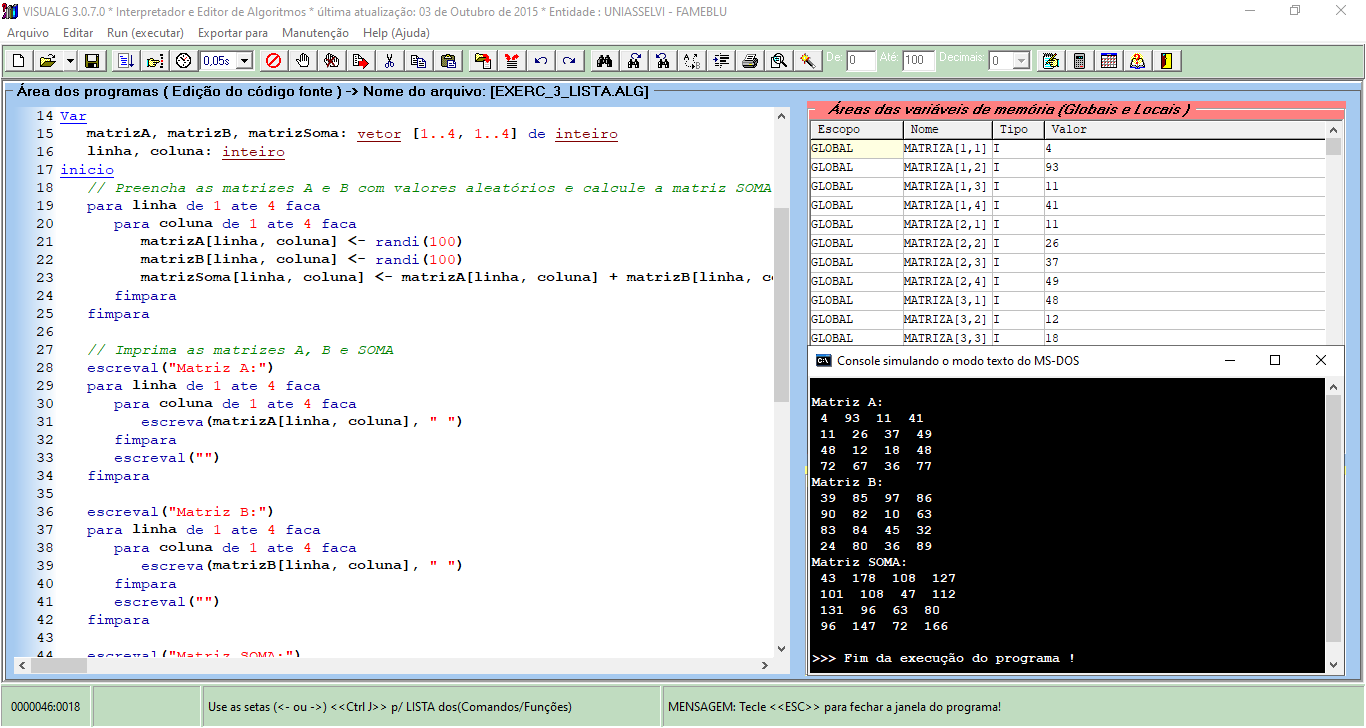 VISUALG 3.0.7.0 * Interpretador e Editor de Algoritmos * última atualização: 03 de Outubro de 2015 * Entidade : UNIASSELVI - FAMEBLU
Arquivo Editar Run (executar) Exportar para Manutenção Help (Ajuda)
0,05s De: 0 Até: 100 Decimais: 0
Área dos programas ( Edição do código fonte ) -> Nome do arquivo: [EXERC_3_LISTA.ALG]
14 Var
15 matrizA, matrizB, matrizSoma: vetor [1..4, 1..4] de inteiro
16 linha, coluna: inteiro
17 inicio
18 // Preencha as matrizes A e B com valores aleatórios e calcule a matriz SOMA
19 para linha de 1 ate 4 faca
20 para coluna de 1 ate 4 faca
21 matrizA[linha, coluna] <- randi(100)
22 matrizB[linha, coluna] <- randi(100)
23 matrizSoma[linha, coluna] <- matrizA[linha, coluna] + matrizB[linha, co
24 fimpara
25 fimpara
26
27 // Imprima as matrizes A, B e SOMA
28 escreval("Matriz A:")
29 para linha de 1 ate 4 faca
30 para coluna de 1 ate 4 faca
31 escreva(matrizA[linha, coluna], " ")
32 fimpara
33 escreval("")
34 fimpara
35
36 escreval("Matriz B:")
37 para linha de 1 ate 4 faca
38 para coluna de 1 ate 4 faca
39 escreva(matrizB[linha, coluna], " ")
40 fimpara
41 escreval("")
42 fimpara
43
44 escreval("Matriz SOMA:")
Áreas das variáveis de memória (Globais e Locais )
Escopo Nome Tipo Valor
GLOBAL MATRIZA[1,1] I 4
GLOBAL MATRIZA[1,2] I 93
GLOBAL MATRIZA[1,3] I 11
GLOBAL MATRIZA[1,4] I 41
GLOBAL MATRIZA[2,1] I 11
GLOBAL MATRIZA[2,2] I 26
GLOBAL MATRIZA[2,3] I 37
GLOBAL MATRIZA[2,4] I 49
GLOBAL MATRIZA[3,1] I 48
GLOBAL MATRIZA[3,2] I 12
GLOBAL MATRIZA[3,3] I 18
Console simulando o modo texto do MS-DOS
Matriz A:
4 93 11 41
11 26 37 49
48 12 18 48
72 67 36 77
Matriz B:
39 85 97 86
90 82 10 63
83 84 45 32
24 80 36 89
Matriz SOMA:
43 178 108 127
101 108 47 112
131 96 63 80
96 147 72 166
>>> Fim da execução do programa !
0000046:0018
Use as setas (<- ou ->) <<Ctrl J>> p/ LISTA dos(Comandos/Funções)
MENSAGEM: Tecle <<ESC>> para fechar a janela do programa!